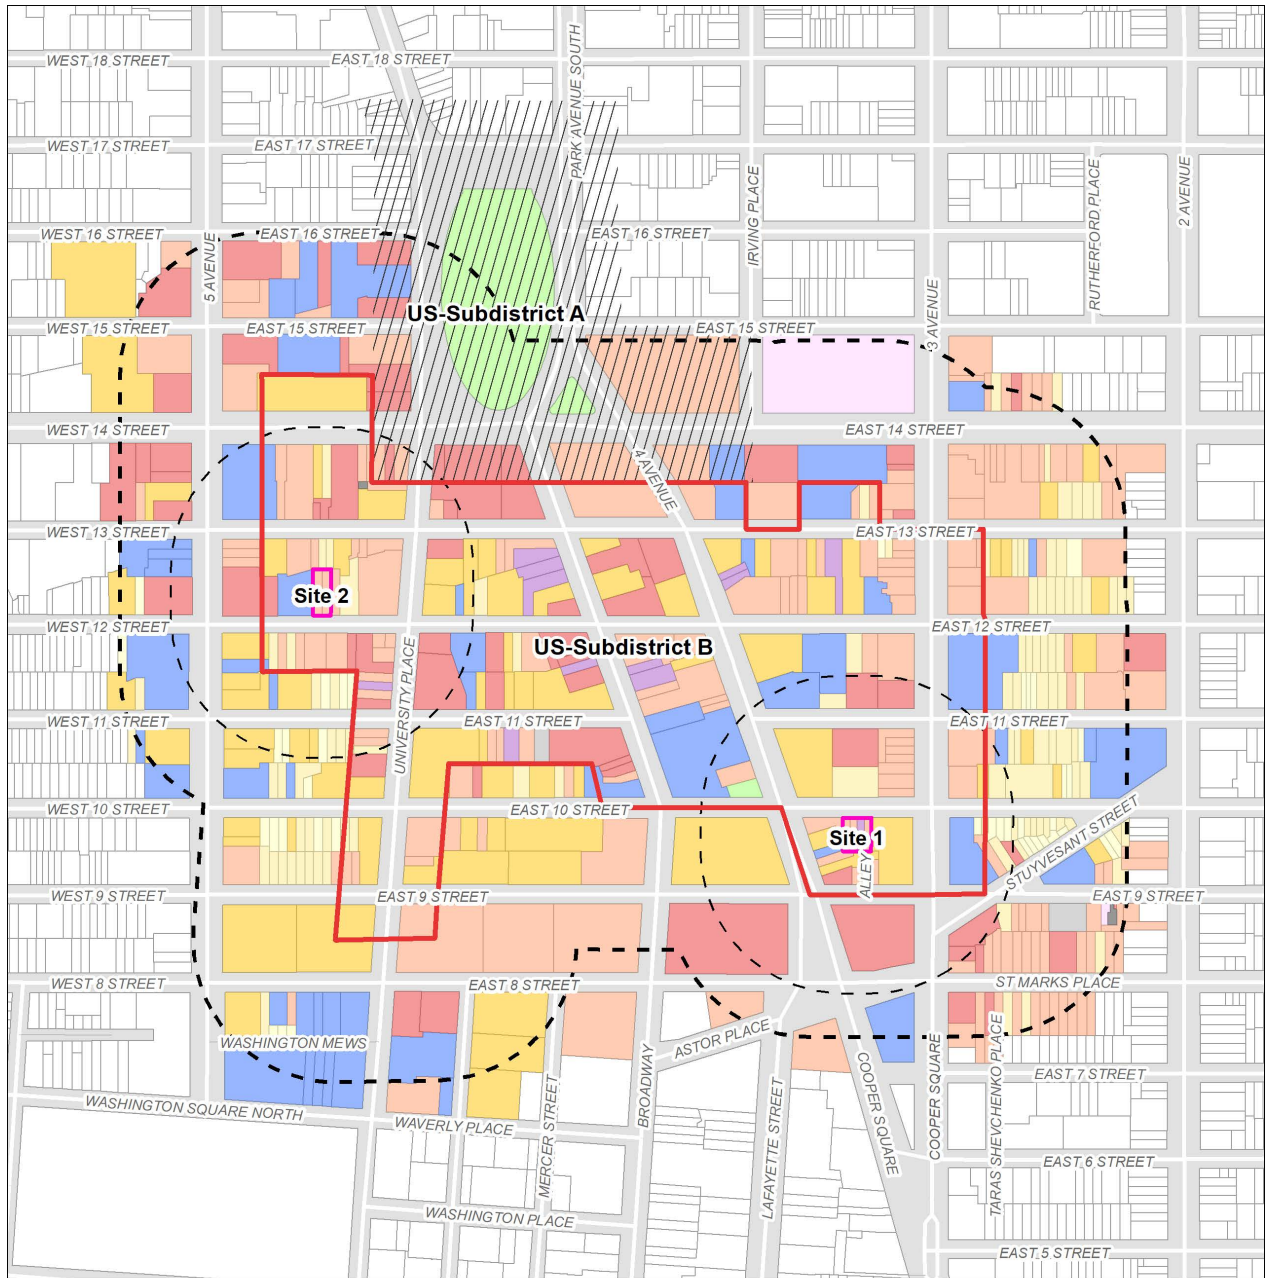 WEST 18 STREET
EAST 18 STREET
PARK AVENUE SOUTH
WEST 17 STREET
EAST 17 STREET
IRVING PLACE
RUTHERFORD PLACE
2 AVENUE
WEST 16 STREET
5 AVENUE
EAST 16 STREET
EAST 16 STREET
3 AVENUE
US-Subdistrict A
WEST 15 STREET
EAST 15 STREET
EAST 15 STREET
WEST 14 STREET
EAST 14 STREET
4 AVENUE
WEST 13 STREET
EAST 13 STREET
Site 2
WEST 12 STREET
EAST 12 STREET
US-Subdistrict B
UNIVERSITY PLACE
WEST 11 STREET
EAST 11 STREET
EAST 11 STREET
WEST 10 STREET
EAST 10 STREET
STUYVESANT STREET
Site 1
ALLEY
WEST 9 STREET
EAST 9 STREET
EAST 9 STREET
WEST 8 STREET
EAST 8 STREET
ST MARKS PLACE
WASHINGTON MEWS
ASTOR PLACE
COOPER SQUARE
COOPER SQUARE
TARAS SHEVCHENKO PLACE
EAST 7 STREET
BROADWAY
MERCER STREET
LAFAYETTE STREET
WASHINGTON SQUARE NORTH
WAVERLY PLACE
EAST 6 STREET
WASHINGTON PLACE
EAST 5 STREET